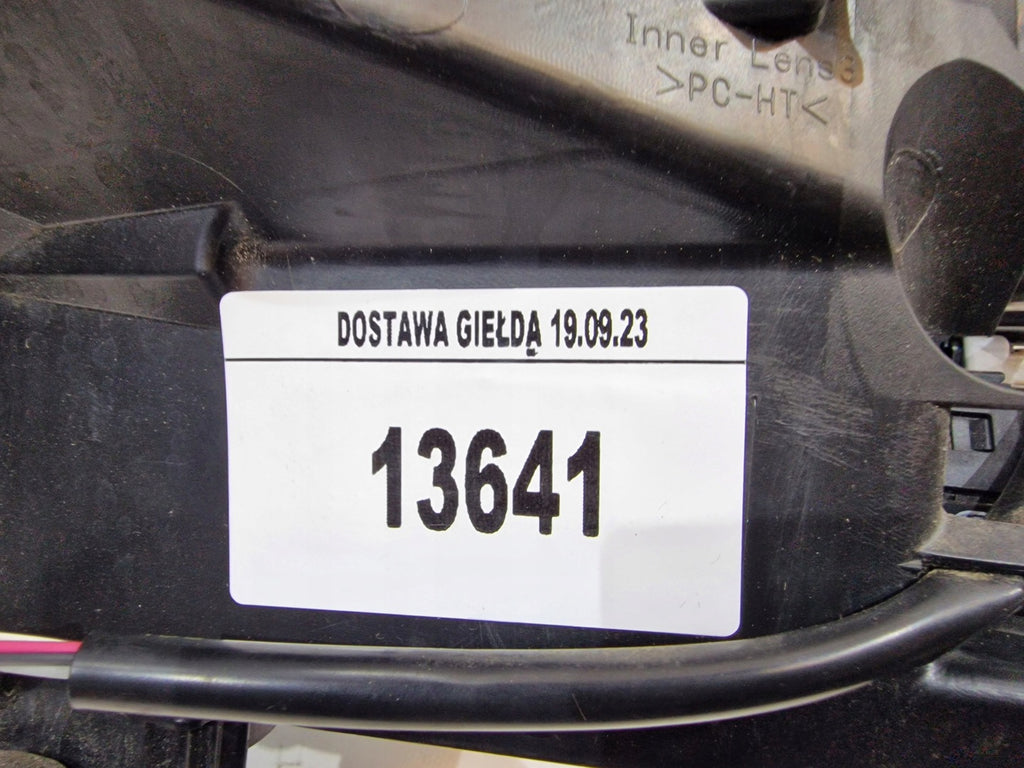 Inner Lens
>PC-HT<
DOSTAWA GIEŁDĄ 19.09.23
13641